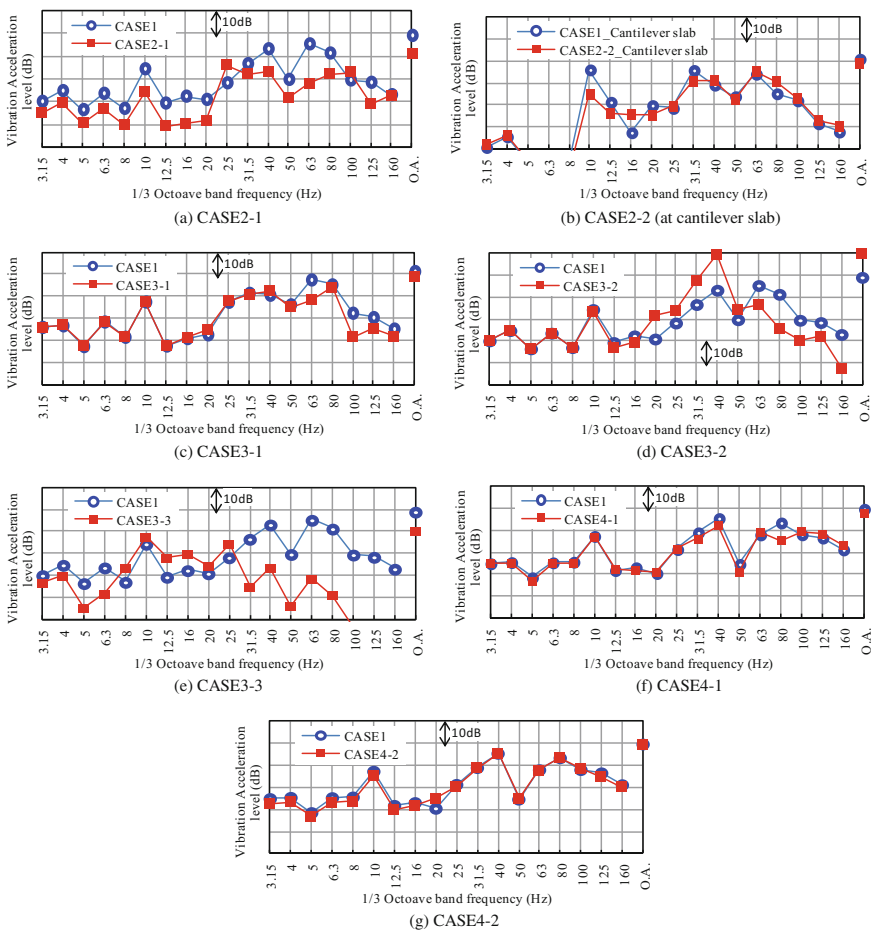 Vibration Acceleration
level (dB)
CASE1
CASE2-1
10dB
3.15 4 5 6.3 8 10 12.5 16 20 25 31.5 40 50 63 80 100 125 160 O.A.
1/3 Octoave band frequency (Hz)
(a) CASE2-1
Vibration Acceleration
level (dB)
CASE1_Cantilever slab
CASE2-2_Cantilever slab
10dB
3.15 4 5 6.3 8 10 12.5 16 20 25 31.5 40 50 63 80 100 125 160 O.A.
1/3 Octoave band frequency (Hz)
(b) CASE2-2 (at cantilever slab)
Vibration Acceleration
level (dB)
CASE1
CASE3-1
10dB
3.15 4 5 6.3 8 10 12.5 16 20 25 31.5 40 50 63 80 100 125 160 O.A.
1/3 Octoave band frequency (Hz)
(c) CASE3-1
Vibration Acceleration
level (dB)
CASE1
CASE3-2
10dB
3.15 4 5 6.3 8 10 12.5 16 20 25 31.5 40 50 63 80 100 125 160 O.A.
1/3 Octoave band frequency (Hz)
(d) CASE3-2
Vibration Acceleration
level (dB)
CASE1
CASE3-3
10dB
3.15 4 5 6.3 8 10 12.5 16 20 25 31.5 40 50 63 80 100 125 160 O.A.
1/3 Octoave band frequency (Hz)
(e) CASE3-3
Vibration Acceleration
level (dB)
CASE1
CASE4-1
10dB
3.15 4 5 6.3 8 10 12.5 16 20 25 31.5 40 50 63 80 100 125 160 O.A.
1/3 Octoave band frequency (Hz)
(f) CASE4-1
Vibration Acceleration
level (dB)
CASE1
CASE4-2
10dB
3.15 4 5 6.3 8 10 12.5 16 20 25 31.5 40 50 63 80 100 125 160 O.A.
1/3 Octoave band frequency (Hz)
(g) CASE4-2